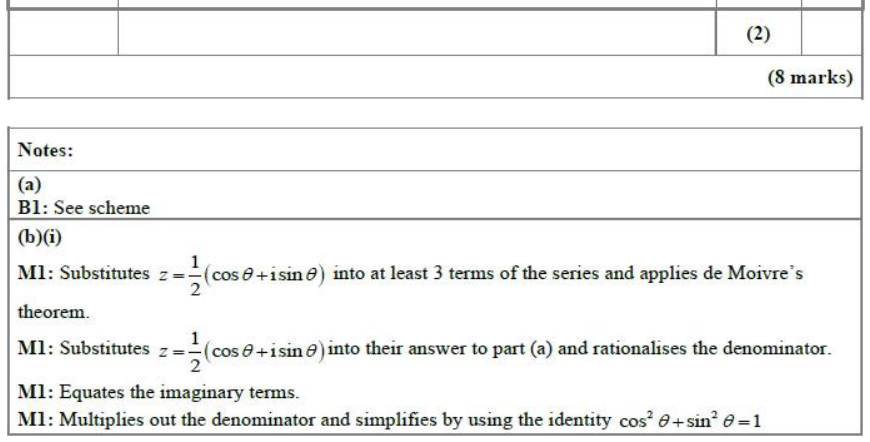 (2)
(8 marks)
Notes:
(a)
B1: See scheme
(b)(i)
M1: Substitutes z = 1/2 (cos θ + i sin θ) into at least 3 terms of the series and applies de Moivre's
theorem.
M1: Substitutes z = 1/2 (cos θ + i sin θ) into their answer to part (a) and rationalises the denominator.
M1: Equates the imaginary terms.
M1: Multiplies out the denominator and simplifies by using the identity cos² θ + sin² θ = 1